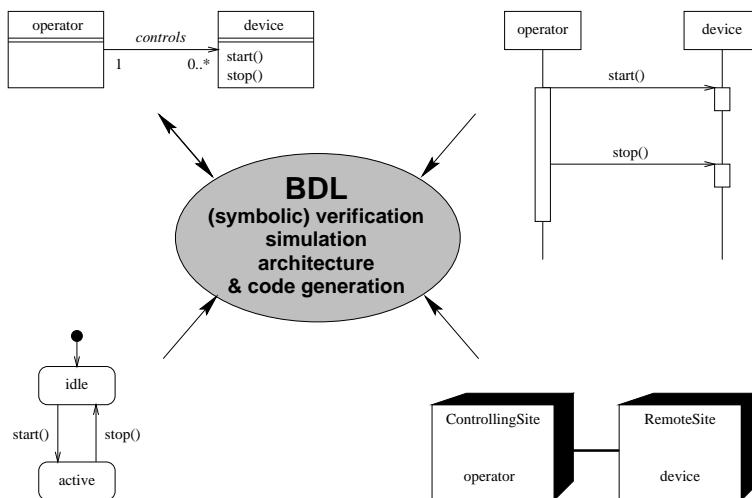 operator
device
controls
1
0..*
start()
stop()
operator
device
start()
stop()
BDL
(symbolic) verification
simulation
architecture
& code generation
idle
start()
stop()
active
ControllingSite
operator
RemoteSite
device